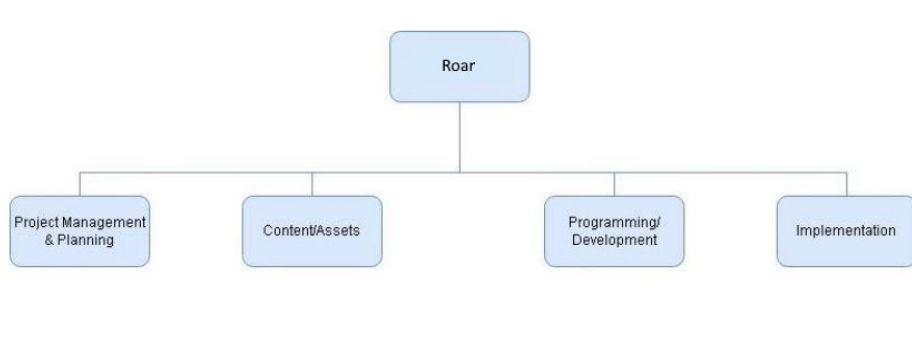 Roar
Project Management
& Planning
Content/Assets
Programming/
Development
Implementation